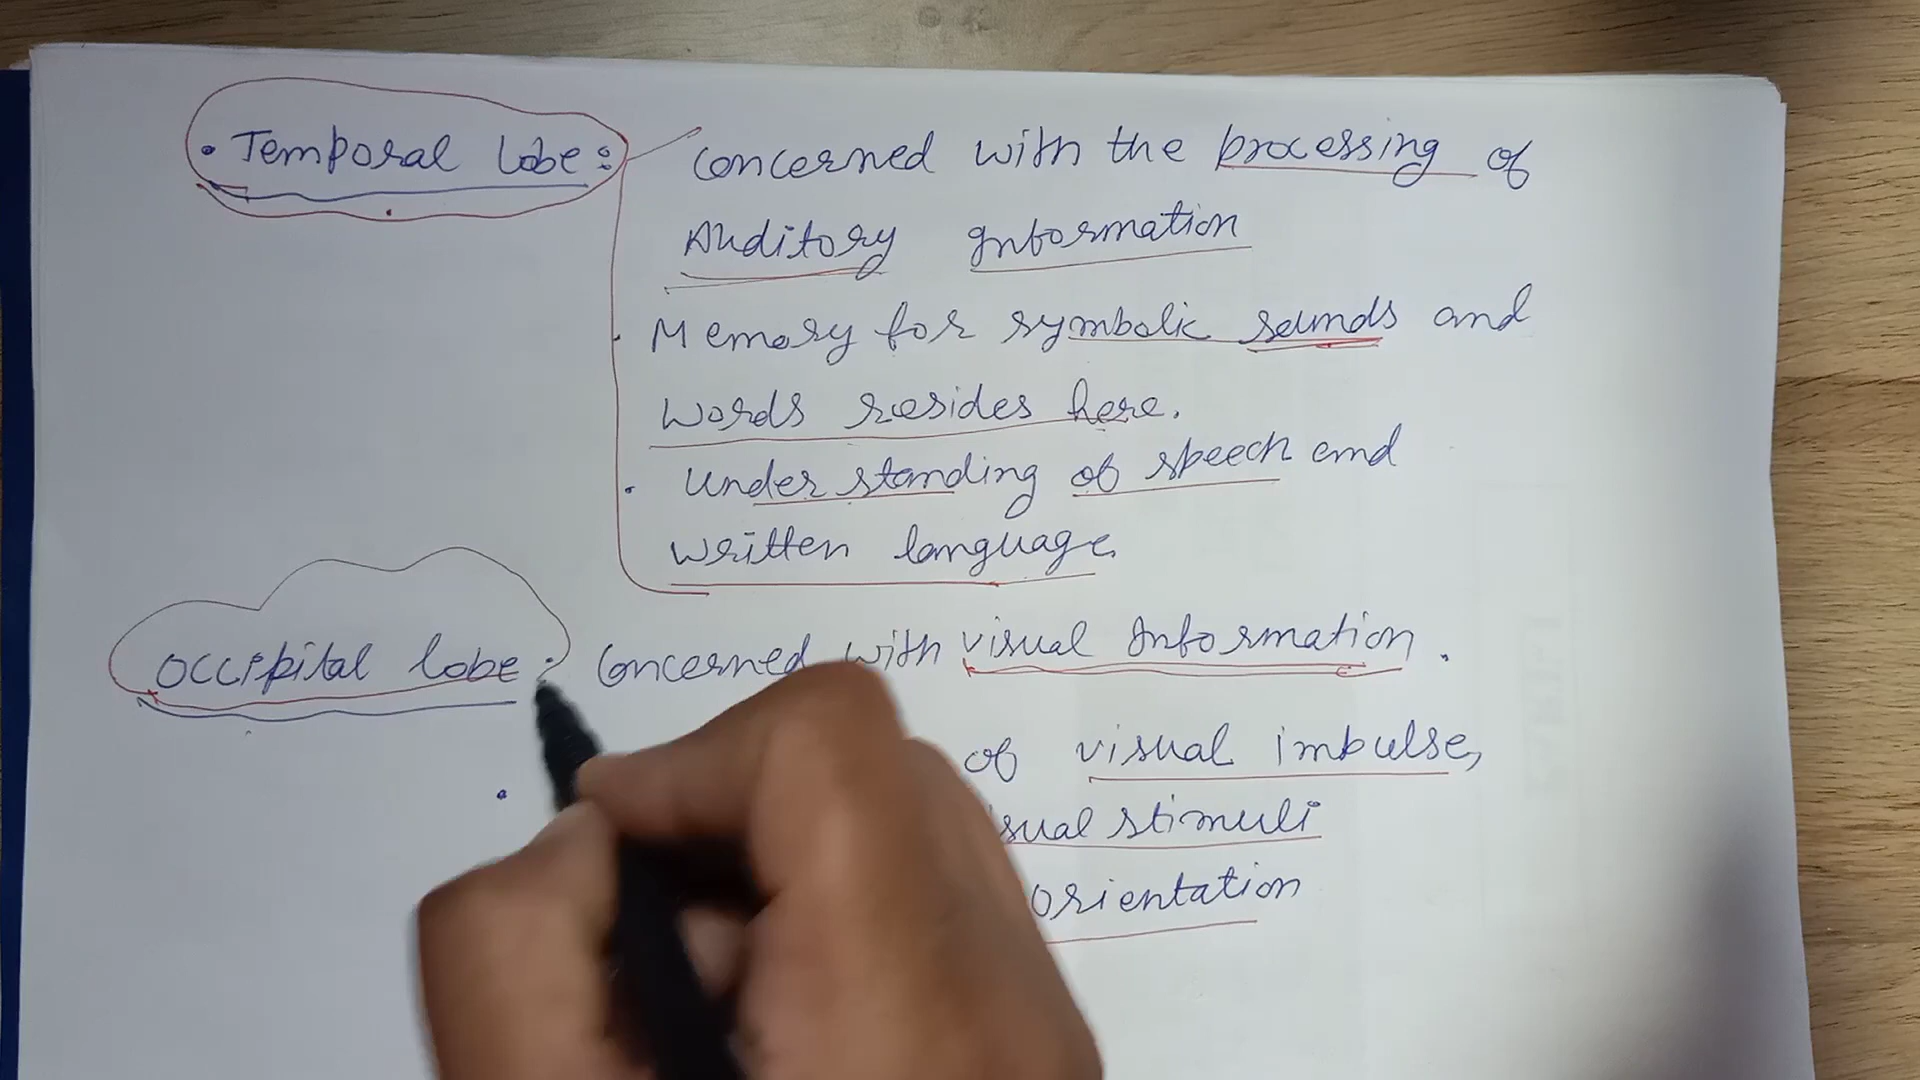 • Temporal lobe: concerned with the processing of
Auditory Information
• Memory for symbolic sounds and
words resides here.
• Understanding of speech and
written language.
Occipital lobe: Concerned with visual Information.
• of visual impulse,
stimuli
orientation